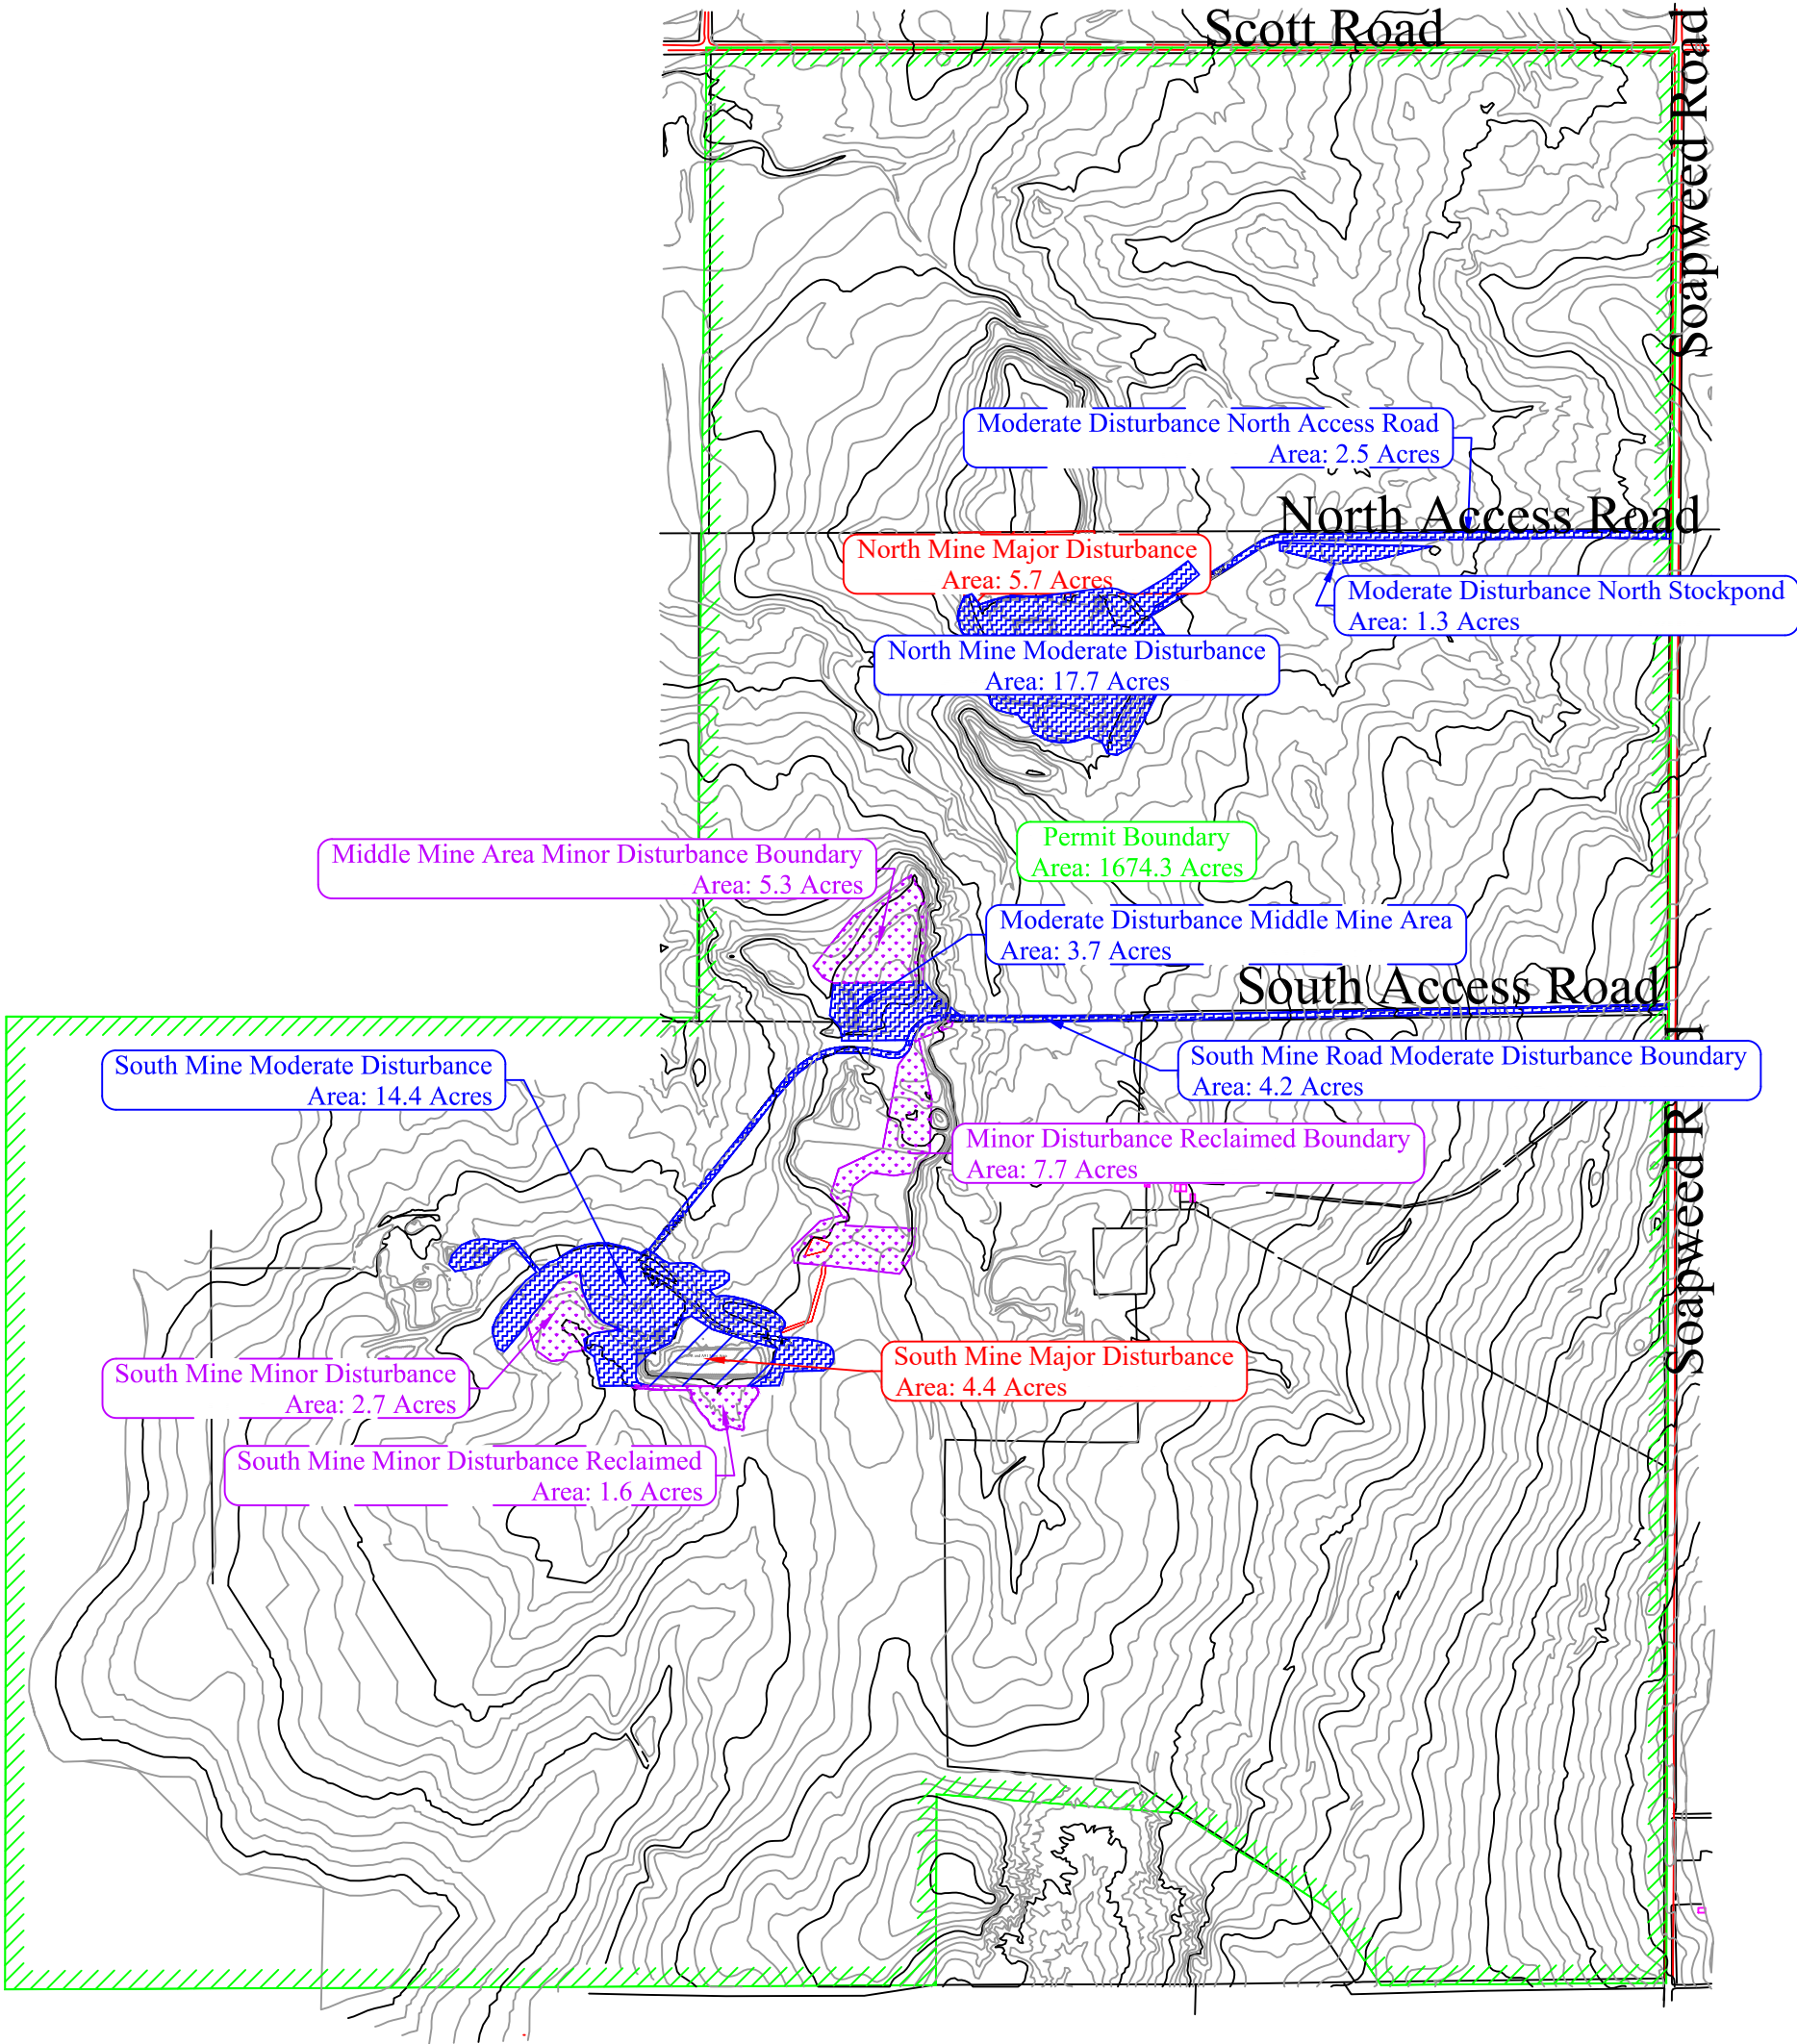 Scott Road
Soapweed Road
Moderate Disturbance North Access Road
Area: 2.5 Acres
North Access Road
North Mine Major Disturbance
Area: 5.7 Acres
Moderate Disturbance North Stockpond
Area: 1.3 Acres
North Mine Moderate Disturbance
Area: 17.7 Acres
Permit Boundary
Area: 1674.3 Acres
Middle Mine Area Minor Disturbance Boundary
Area: 5.3 Acres
Moderate Disturbance Middle Mine Area
Area: 3.7 Acres
South Access Road
South Mine Moderate Disturbance
Area: 14.4 Acres
South Mine Road Moderate Disturbance Boundary
Area: 4.2 Acres
Minor Disturbance Reclaimed Boundary
Area: 7.7 Acres
Soapweed R
South Mine Major Disturbance
Area: 4.4 Acres
South Mine Minor Disturbance
Area: 2.7 Acres
South Mine Minor Disturbance Reclaimed
Area: 1.6 Acres